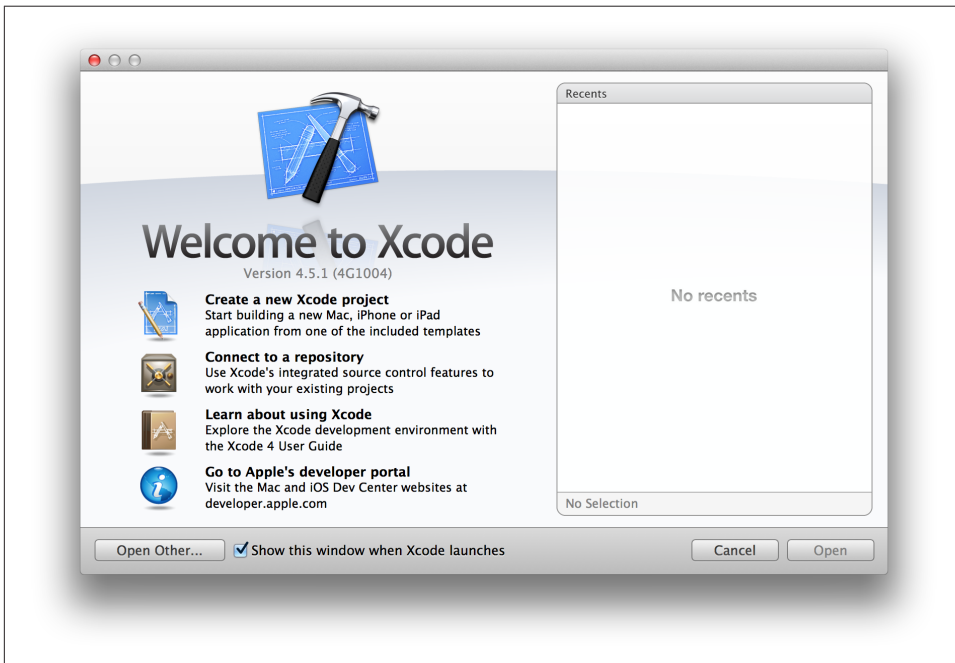 Welcome to Xcode
Version 4.5.1 (4G1004)
Create a new Xcode project
Start building a new Mac, iPhone or iPad
application from one of the included templates
Connect to a repository
Use Xcode's integrated source control features to
work with your existing projects
Learn about using Xcode
Explore the Xcode development environment with
the Xcode 4 User Guide
Go to Apple's developer portal
Visit the Mac and iOS Dev Center websites at
developer.apple.com
Recents
No recents
No Selection
Open Other...
Show this window when Xcode launches
Cancel
Open